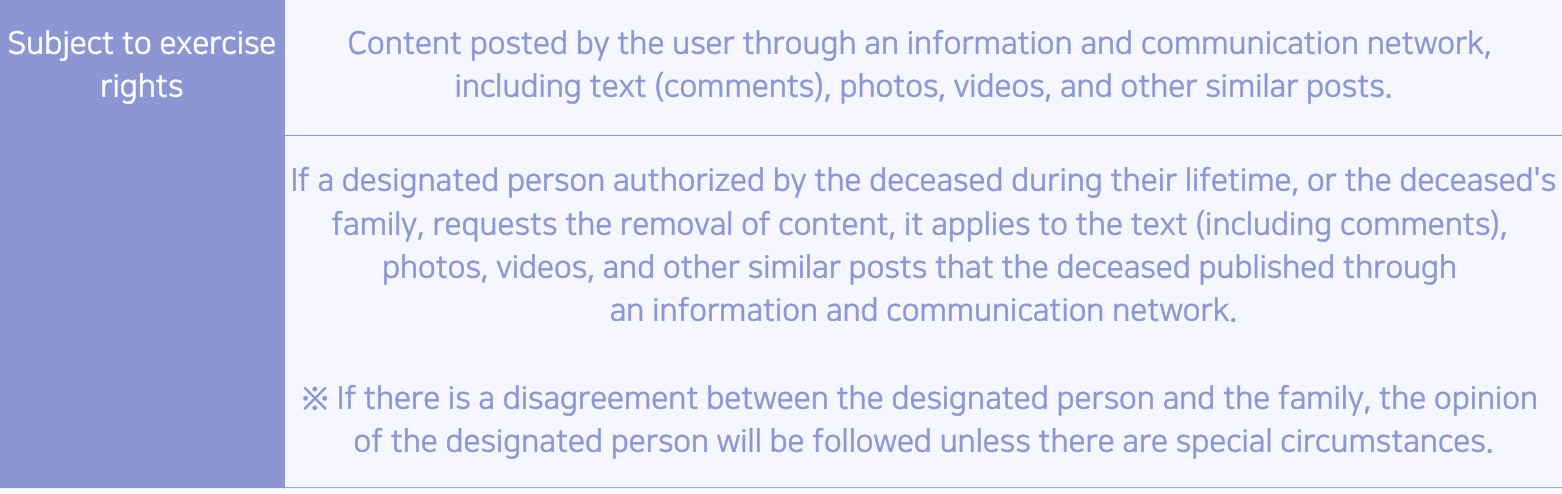 Subject to exercise
rights
Content posted by the user through an information and communication network,
including text (comments), photos, videos, and other similar posts.
If a designated person authorized by the deceased during their lifetime, or the deceased's
family, requests the removal of content, it applies to the text (including comments),
photos, videos, and other similar posts that the deceased published through
an information and communication network.
※ If there is a disagreement between the designated person and the family, the opinion
of the designated person will be followed unless there are special circumstances.